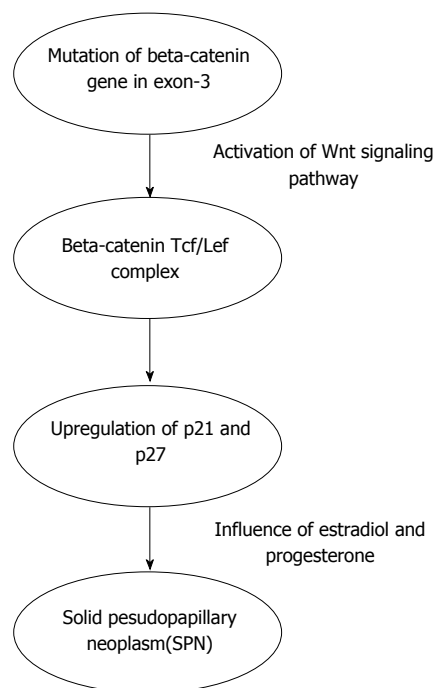 Mutation of beta-catenin
gene in exon-3
Activation of Wnt signaling
pathway
Beta-catenin Tcf/Lef
complex
Upregulation of p21 and
p27
Influence of estradiol and
progesterone
Solid pesudopapillary
neoplasm(SPN)